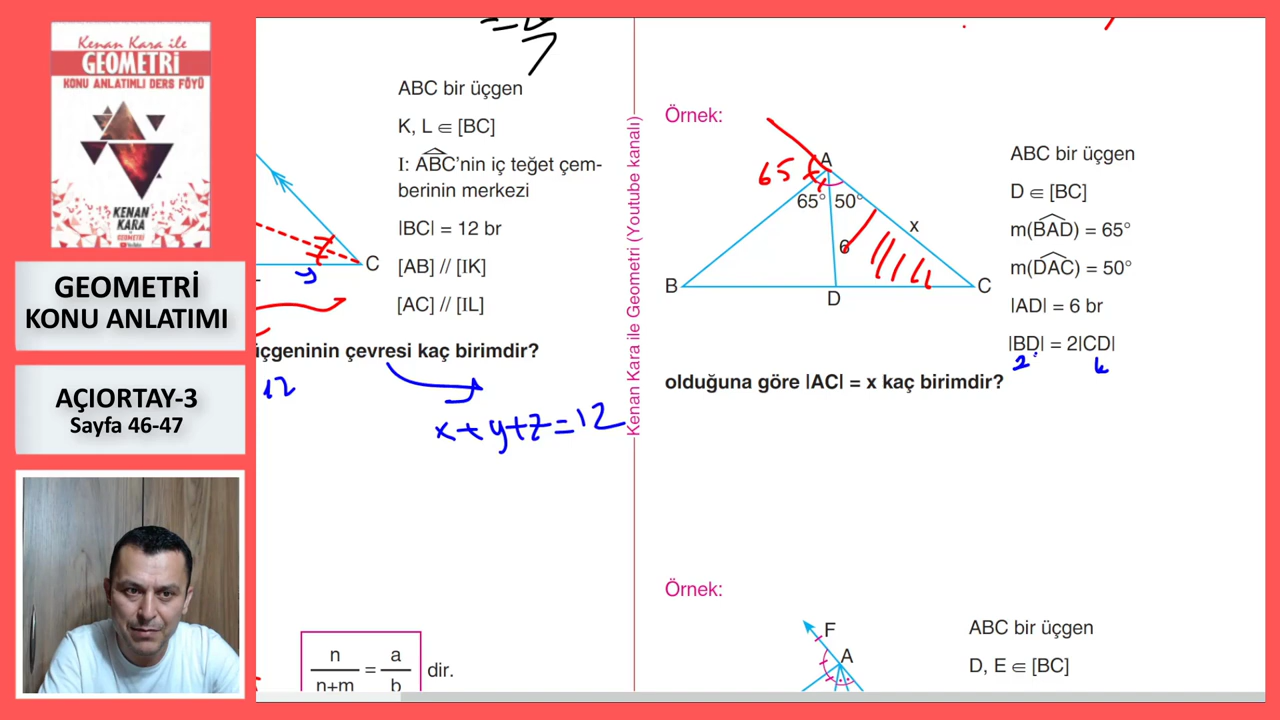 Kenan Kara ile
GEOMETRİ
KONU ANLATIMLI DERS FÖYÜ
KENAN
KARA
GEOMETRİ
KONU ANLATIMI
AÇIORTAY-3
Sayfa 46-47
7
C
ABC bir üçgen
K, L ∈ [BC]
I: ABC'nin iç teğet çem-
berinin merkezi
|BC| = 12 br
[AB] // [IK]
[AC] // [IL]
üçgeninin çevresi kaç birimdir?
12
x+y+z=12
n/n+m = a/b dir.
Kenan Kara ile Geometri (Youtube kanalı)
Örnek:
65
A
65° 50°
x
6
B
D
C
ABC bir üçgen
D ∈ [BC]
m(BAD) = 65°
m(DAC) = 50°
|AD| = 6 br
|BD| = 2|CD|
2 k
olduğuna göre |AC| = x kaç birimdir?
Örnek:
F
A
ABC bir üçgen
D, E ∈ [BC]